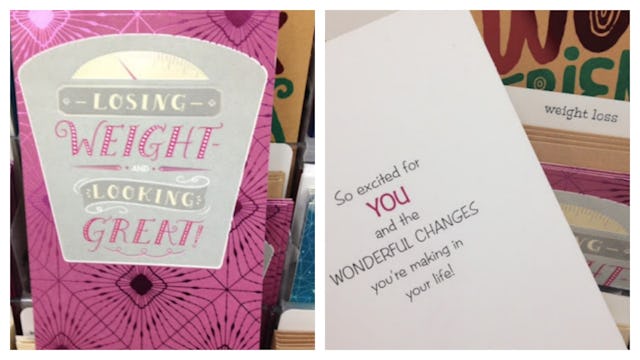 LOSING
WEIGHT-
AND
LOOKING
GREAT!
So excited for
YOU
and the
WONDERFUL CHANGES
you're making in
your life!
weight loss